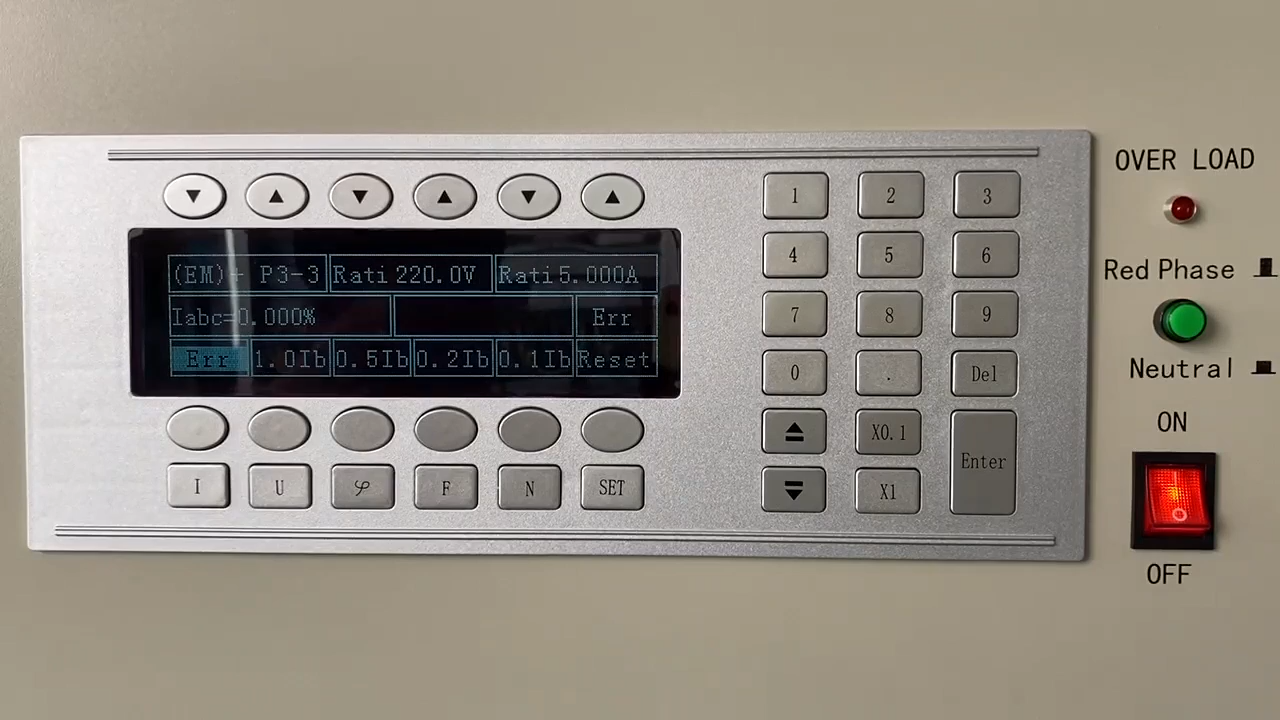 ▼ ▲ ▼ ▲ ▼ ▲
(EM)- P3-3 Rati 220.0V Rati 5.000A
Iabc=0.000% Err
Err 1.0Ib 0.5Ib 0.2Ib 0.1Ib Reset
I U φ F N SET
1 2 3
4 5 6
7 8 9
0 . Del
X0.1
Enter
X1
OVER LOAD
Red Phase
Neutral
ON
OFF